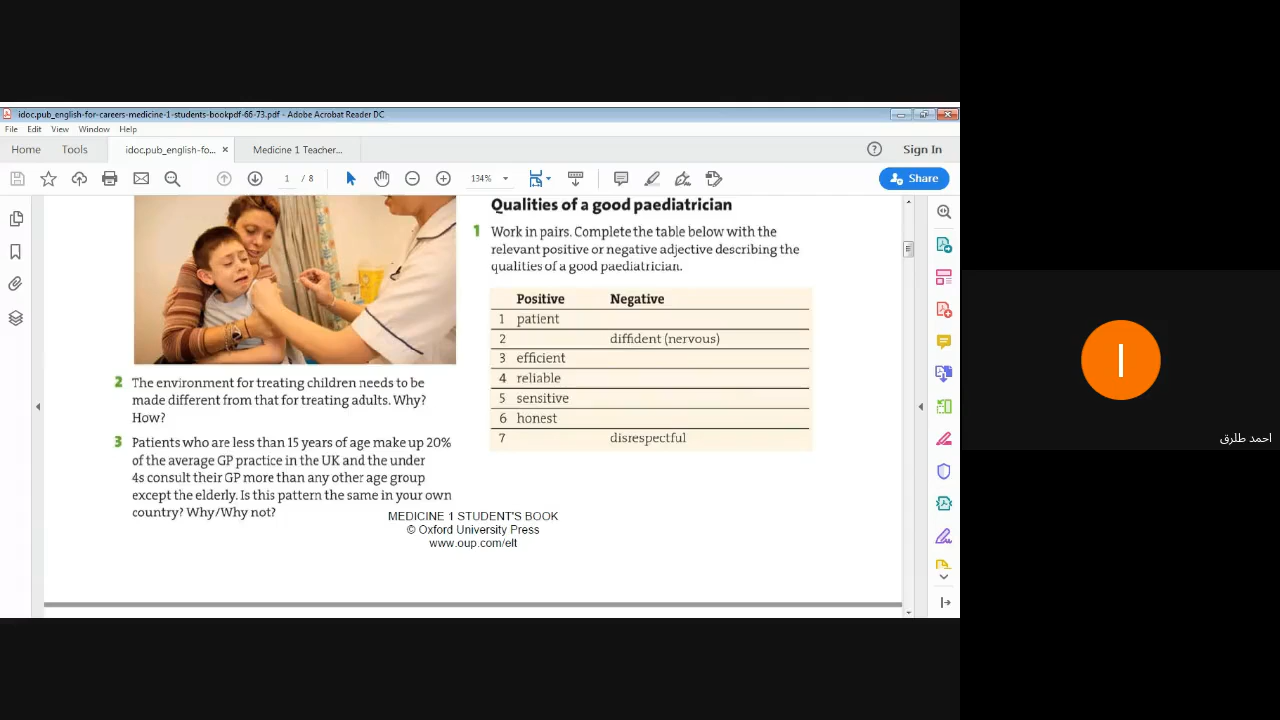 idoc.pub_english-for-careers-medicine-1-students-bookpdf-66-73.pdf - Adobe Acrobat Reader DC
File Edit View Window Help
Home Tools idoc.pub_english-fo... × Medicine 1 Teacher... Sign In
1 / 8 134% Share
2 The environment for treating children needs to be
made different from that for treating adults. Why?
How?
3 Patients who are less than 15 years of age make up 20%
of the average GP practice in the UK and the under
4s consult their GP more than any other age group
except the elderly. Is this pattern the same in your own
country? Why/Why not?
Qualities of a good paediatrician
1 Work in pairs. Complete the table below with the
relevant positive or negative adjective describing the
qualities of a good paediatrician.
Positive Negative
1 patient
2 diffident (nervous)
3 efficient
4 reliable
5 sensitive
6 honest
7 disrespectful
MEDICINE 1 STUDENT'S BOOK
© Oxford University Press
www.oup.com/elt
I
احمد طلرق